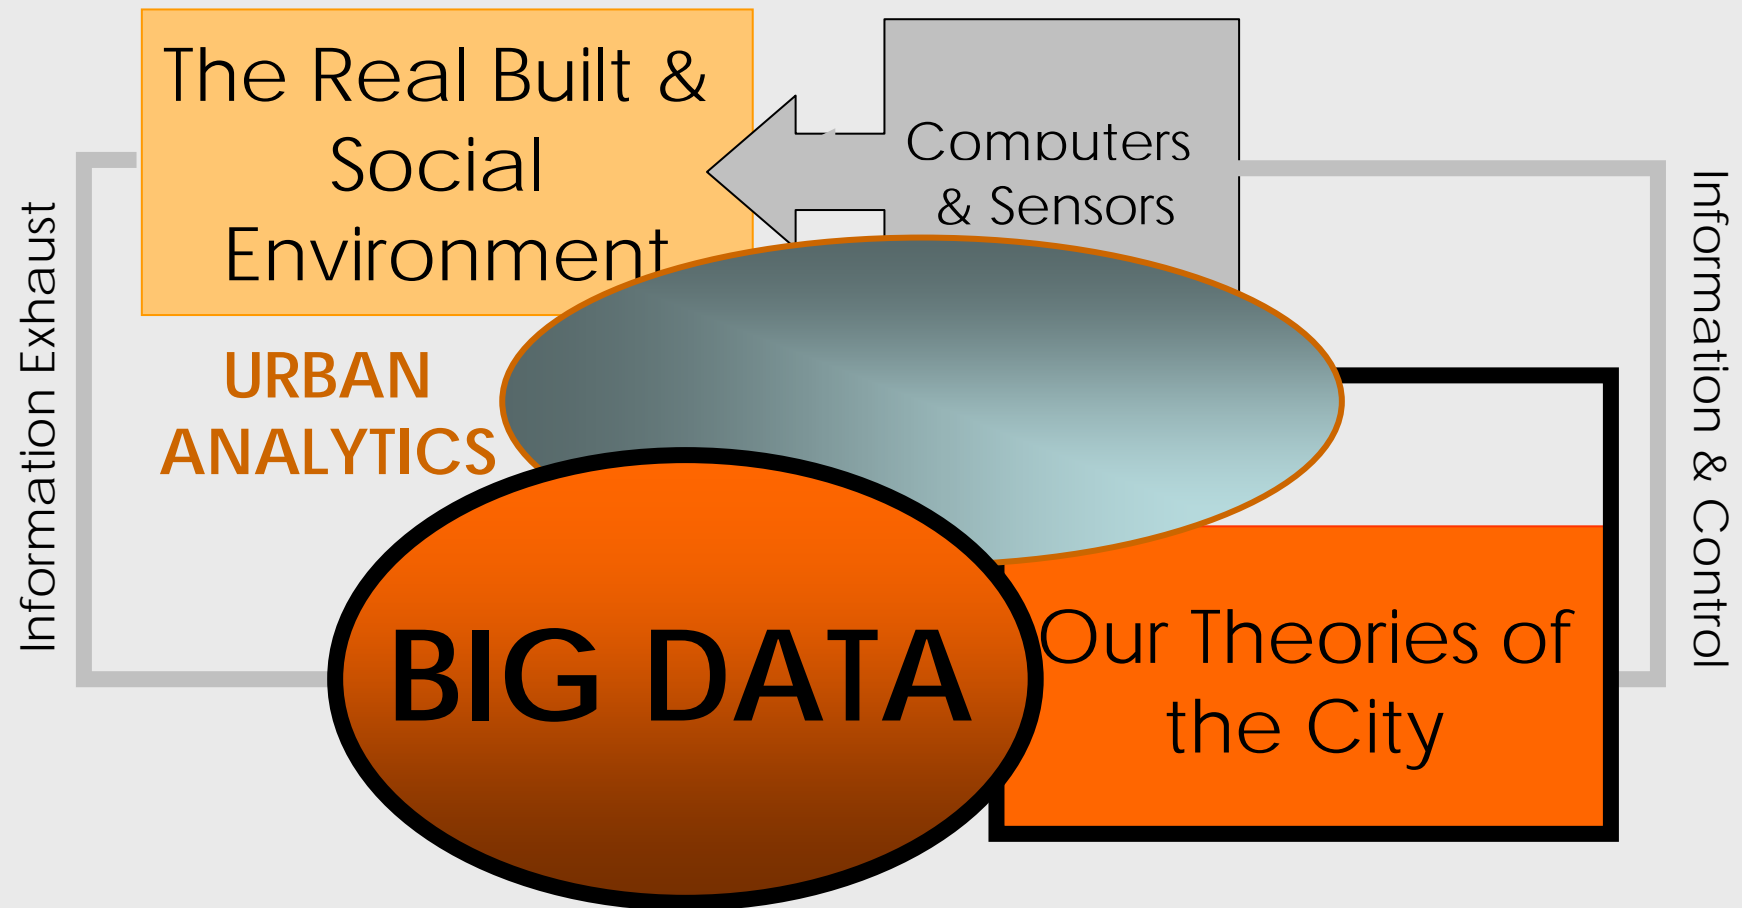 The Real Built &
Social
Environment
Computers
& Sensors
Information Exhaust
Information & Control
URBAN
ANALYTICS
BIG DATA
Our Theories of
the City